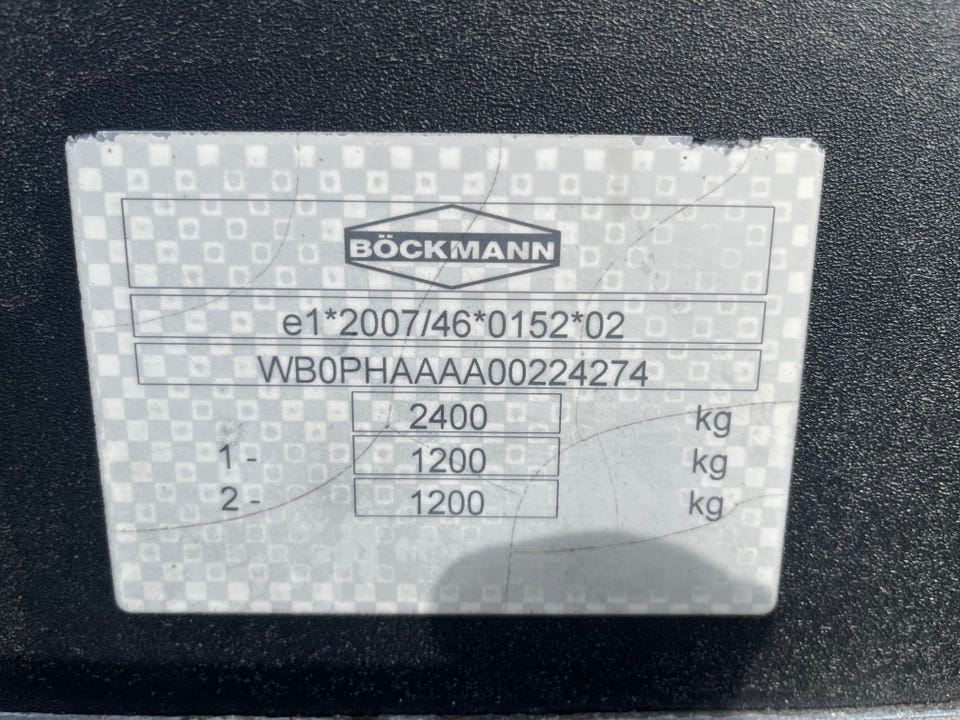 BÖCKMANN
e1*2007/46*0152*02
WB0PHAAAA00224274
2400 kg
1 - 1200 kg
2 - 1200 kg